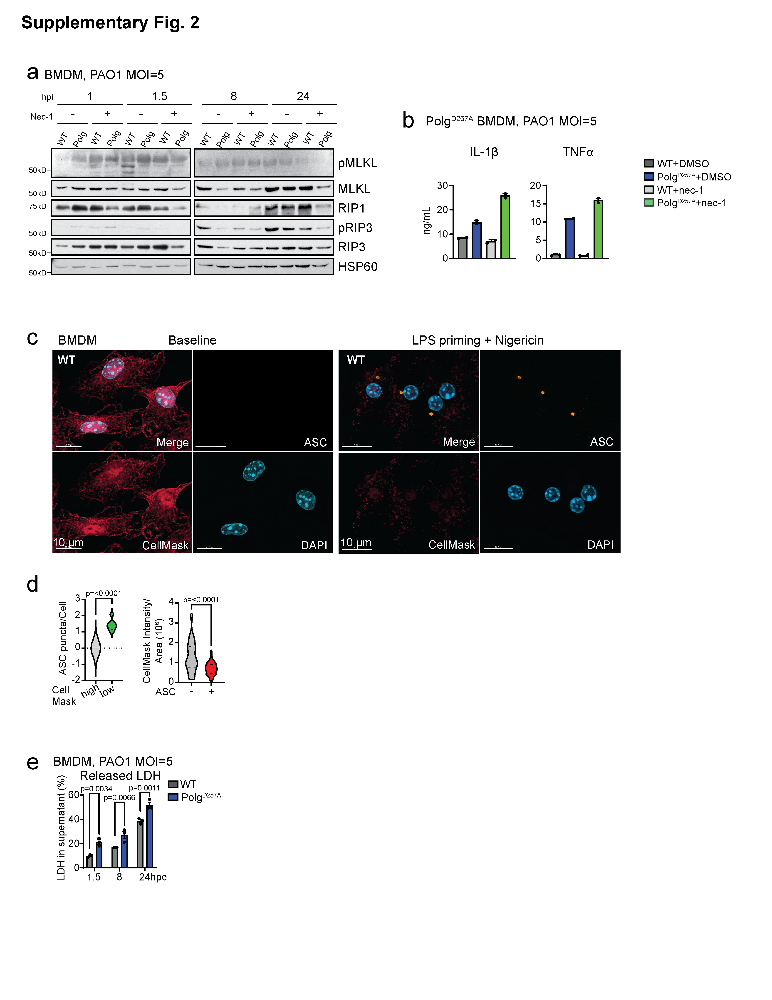 Supplementary Fig. 2
a BMDM, PAO1 MOI=5
hpi 1 1.5 8 24
Nec-1 - + - + - + - +
WT Polg WT Polg WT Polg WT Polg WT Polg WT Polg WT Polg WT Polg
50kD pMLKL
50kD MLKL
75kD RIP1
50kD pRIP3
50kD RIP3
50kD HSP60
b PolgD257A BMDM, PAO1 MOI=5
IL-1β TNFα
ng/mL
30
20
10
0
20
15
10
5
0
WT+DMSO
PolgD257A+DMSO
WT+nec-1
PolgD257A+nec-1
c BMDM Baseline LPS priming + Nigericin
WT WT
Merge ASC Merge ASC
10 µm CellMask DAPI 10 µm CellMask DAPI
d
p=<0.0001
ASC puncta/Cell
3
2
1
0
-1
-2
Cell
Mask
high low
p=<0.0001
CellMask Intensity/
Area (10⁶)
4
3
2
1
0
ASC - +
e BMDM, PAO1 MOI=5
Released LDH
WT
PolgD257A
p=0.0034 p=0.0066 p=0.0011
LDH in supernatant (%)
60
40
20
0
1.5 8 24hpc